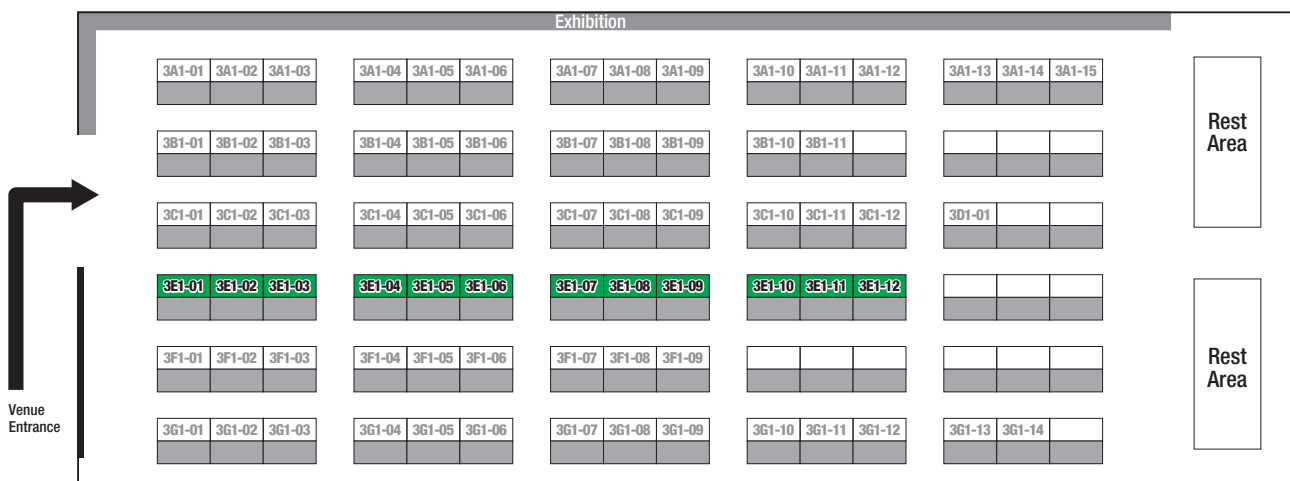 Exhibition
3A1-01 3A1-02 3A1-03 3A1-04 3A1-05 3A1-06 3A1-07 3A1-08 3A1-09 3A1-10 3A1-11 3A1-12 3A1-13 3A1-14 3A1-15
Rest
Area
3B1-01 3B1-02 3B1-03 3B1-04 3B1-05 3B1-06 3B1-07 3B1-08 3B1-09 3B1-10 3B1-11
3C1-01 3C1-02 3C1-03 3C1-04 3C1-05 3C1-06 3C1-07 3C1-08 3C1-09 3C1-10 3C1-11 3C1-12 3D1-01
3E1-01 3E1-02 3E1-03 3E1-04 3E1-05 3E1-06 3E1-07 3E1-08 3E1-09 3E1-10 3E1-11 3E1-12
Rest
Area
3F1-01 3F1-02 3F1-03 3F1-04 3F1-05 3F1-06 3F1-07 3F1-08 3F1-09
Venue
Entrance
3G1-01 3G1-02 3G1-03 3G1-04 3G1-05 3G1-06 3G1-07 3G1-08 3G1-09 3G1-10 3G1-11 3G1-12 3G1-13 3G1-14